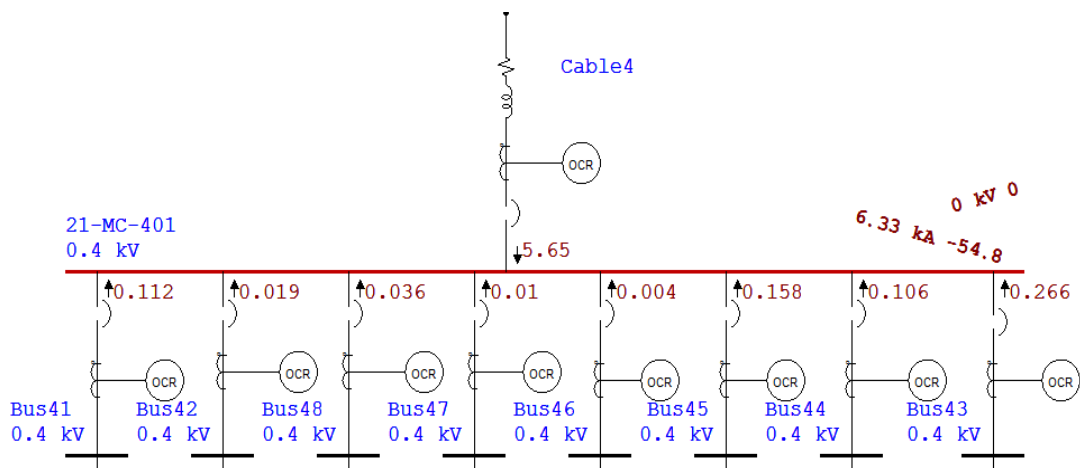 Cable4
OCR
0 kV 0
6.33 kA -54.8
21-MC-401
0.4 kV
5.65
0.112
0.019
0.036
0.01
0.004
0.158
0.106
0.266
OCR
OCR
OCR
OCR
OCR
OCR
OCR
OCR
Bus41
0.4 kV
Bus42
0.4 kV
Bus48
0.4 kV
Bus47
0.4 kV
Bus46
0.4 kV
Bus45
0.4 kV
Bus44
0.4 kV
Bus43
0.4 kV